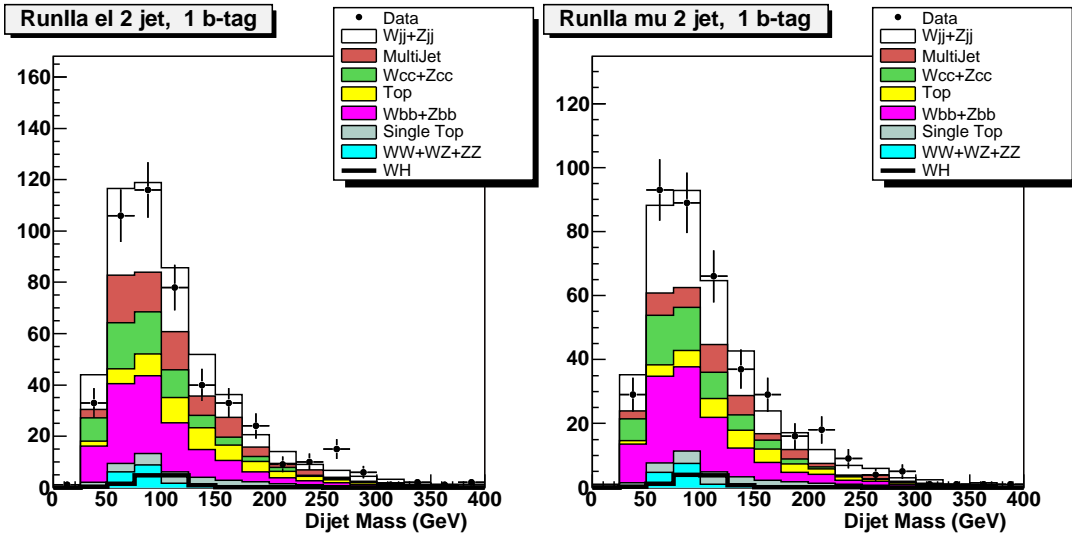 RunIIa el 2 jet, 1 b-tag
Data
Wjj+Zjj
MultiJet
Wcc+Zcc
Top
Wbb+Zbb
Single Top
WW+WZ+ZZ
WH
160
140
120
100
80
60
40
20
0
0 50 100 150 200 250 300 350 400
Dijet Mass (GeV)
RunIIa mu 2 jet, 1 b-tag
Data
Wjj+Zjj
MultiJet
Wcc+Zcc
Top
Wbb+Zbb
Single Top
WW+WZ+ZZ
WH
120
100
80
60
40
20
0
0 50 100 150 200 250 300 350 400
Dijet Mass (GeV)